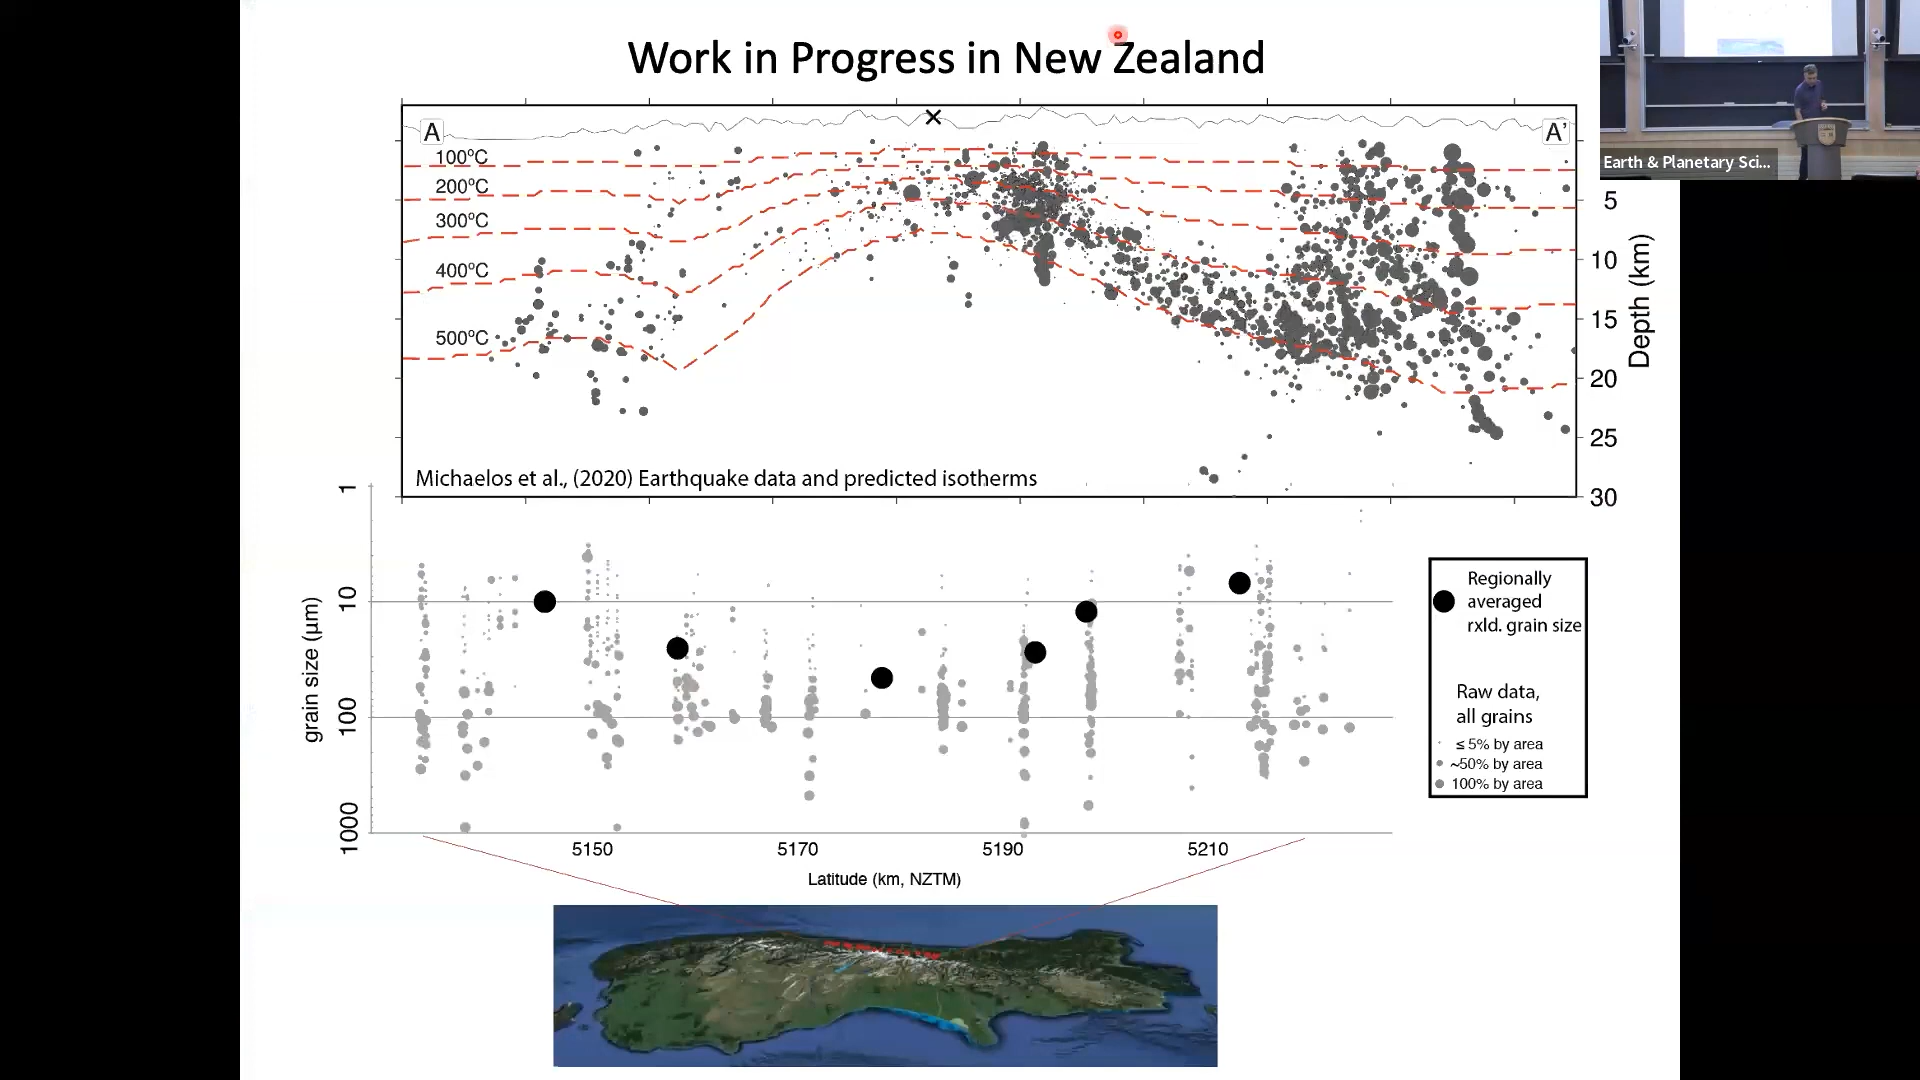 Work in Progress in New Zealand
A
A'
100°C
200°C
300°C
400°C
500°C
5
10
15
20
25
30
Depth (km)
Michaelos et al., (2020) Earthquake data and predicted isotherms
1
10
100
1000
grain size (µm)
5150
5170
5190
5210
Latitude (km, NZTM)
Regionally
averaged
rxld. grain size
Raw data,
all grains
≤ 5% by area
~50% by area
100% by area
Earth & Planetary Sci...